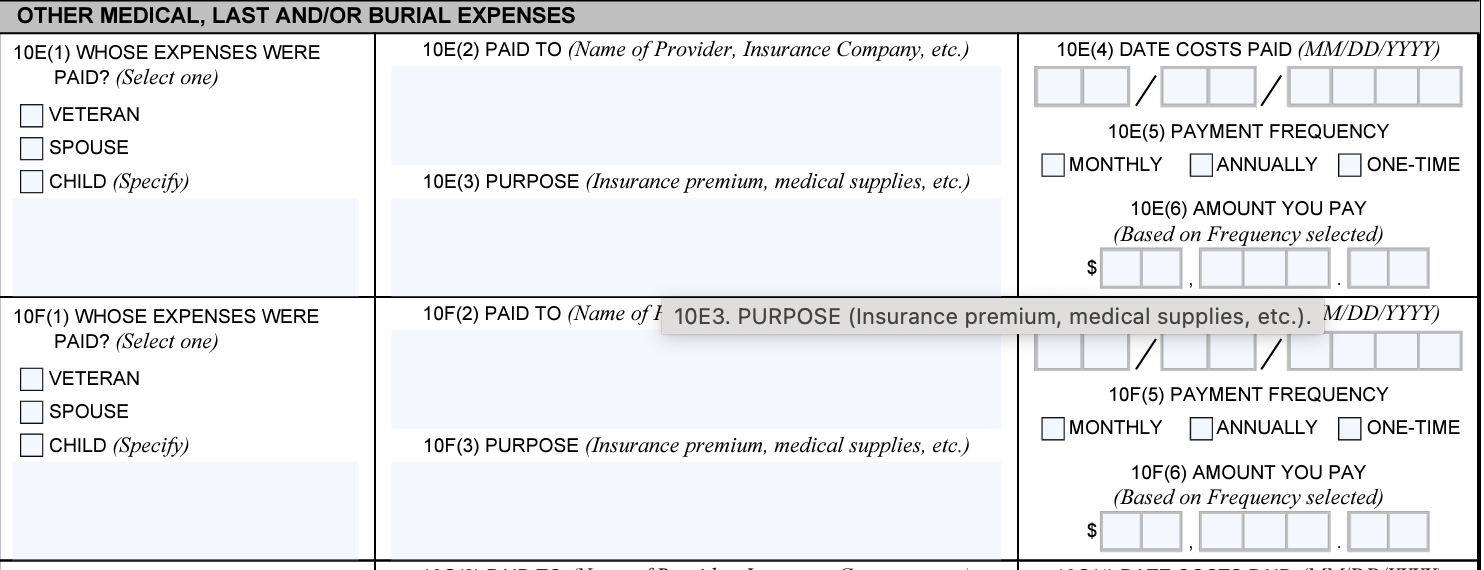 OTHER MEDICAL, LAST AND/OR BURIAL EXPENSES
10E(1) WHOSE EXPENSES WERE
PAID? (Select one)
VETERAN
SPOUSE
CHILD (Specify)
10E(2) PAID TO (Name of Provider, Insurance Company, etc.)
10E(3) PURPOSE (Insurance premium, medical supplies, etc.)
10E(4) DATE COSTS PAID (MM/DD/YYYY)
/ /
10E(5) PAYMENT FREQUENCY
MONTHLY ANNUALLY ONE-TIME
10E(6) AMOUNT YOU PAY
(Based on Frequency selected)
$ , .
10F(1) WHOSE EXPENSES WERE
PAID? (Select one)
VETERAN
SPOUSE
CHILD (Specify)
10F(2) PAID TO (Name of
10E3. PURPOSE (Insurance premium, medical supplies, etc.).
10F(3) PURPOSE (Insurance premium, medical supplies, etc.)
M/DD/YYYY)
/ /
10F(5) PAYMENT FREQUENCY
MONTHLY ANNUALLY ONE-TIME
10F(6) AMOUNT YOU PAY
(Based on Frequency selected)
$ , .